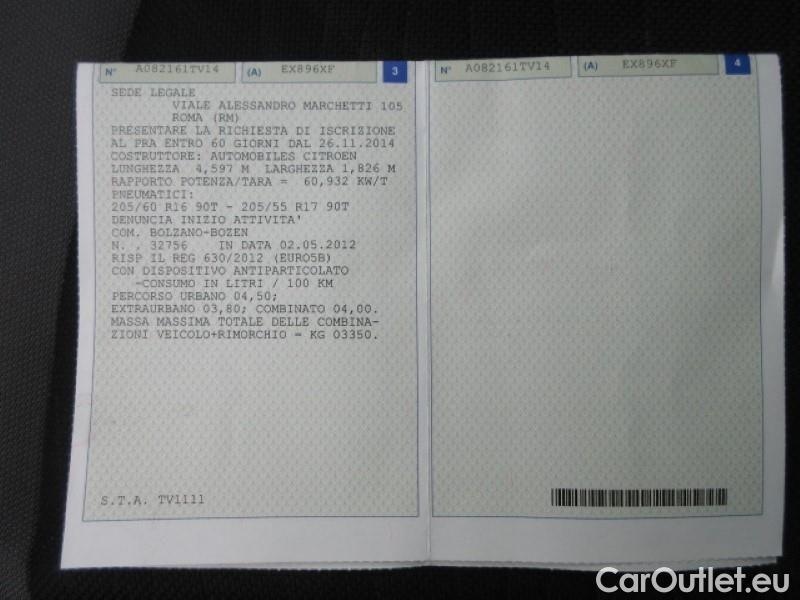 N° A082161TV14 (A) EX896XF 3
SEDE LEGALE
VIALE ALESSANDRO MARCHETTI 105
ROMA (RM)
PRESENTARE LA RICHIESTA DI ISCRIZIONE
AL PRA ENTRO 60 GIORNI DAL 26.11.2014
COSTRUTTORE: AUTOMOBILES CITROEN
LUNGHEZZA 4,597 M LARGHEZZA 1,826 M
RAPPORTO POTENZA/TARA = 60,932 KW/T
PNEUMATICI:
205/60 R16 90T - 205/55 R17 90T
DENUNCIA INIZIO ATTIVITA'
COM. BOLZANO-BOZEN
N. . 32756 IN DATA 02.05.2012
RISP IL REG 630/2012 (EURO5B)
CON DISPOSITIVO ANTIPARTICOLATO
-CONSUMO IN LITRI / 100 KM
PERCORSO URBANO 04,50;
EXTRAURBANO 03,80; COMBINATO 04,00.
MASSA MASSIMA TOTALE DELLE COMBINA-
ZIONI VEICOLO+RIMORCHIO = KG 03350.
S.T.A. TV1111
N° A082161TV14 (A) EX896XF 4
CarOutlet.eu